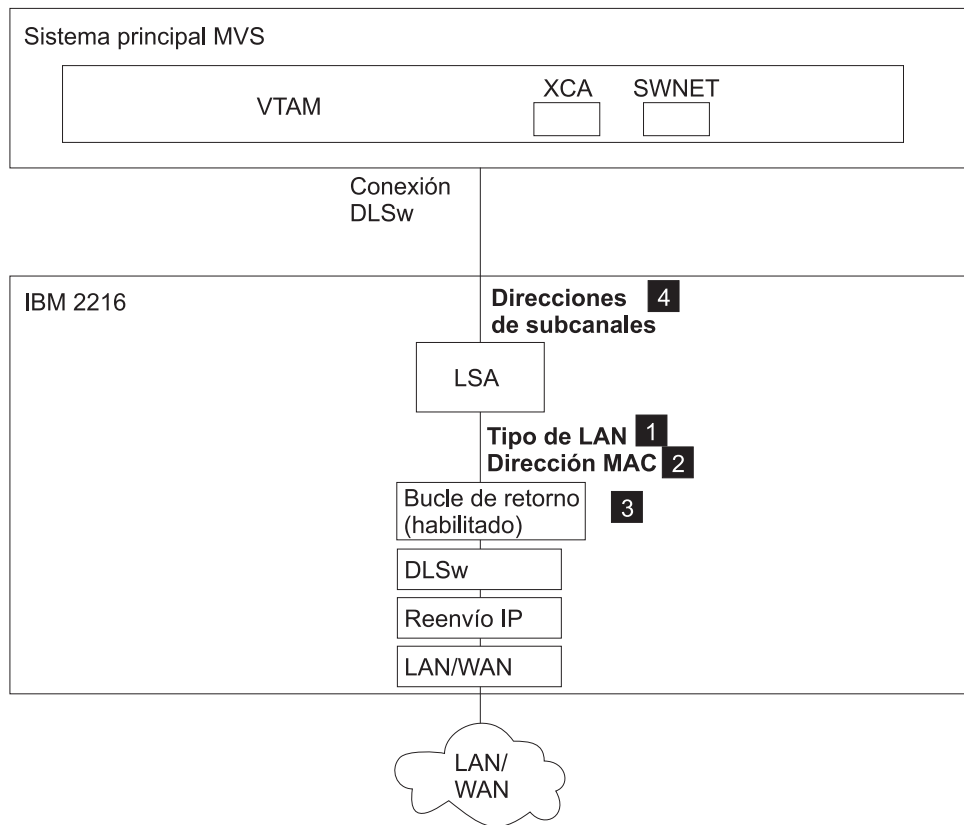 Sistema principal MVS
XCA SWNET
VTAM
Conexión
DLSw
IBM 2216
Direcciones 4
de subcanales
LSA
Tipo de LAN 1
Dirección MAC 2
Bucle de retorno
(habilitado)
3
DLSw
Reenvío IP
LAN/WAN
LAN/
WAN